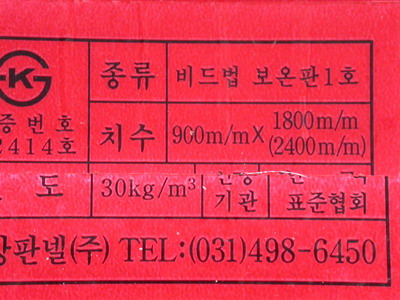 K 종류 비드법 보온판 1호
증 번 호
2414호 치수 900m/m X 1800m/m
(2400m/m)
도 30kg/m³
기관 표준협회
판넬(주) TEL:(031)498-6450